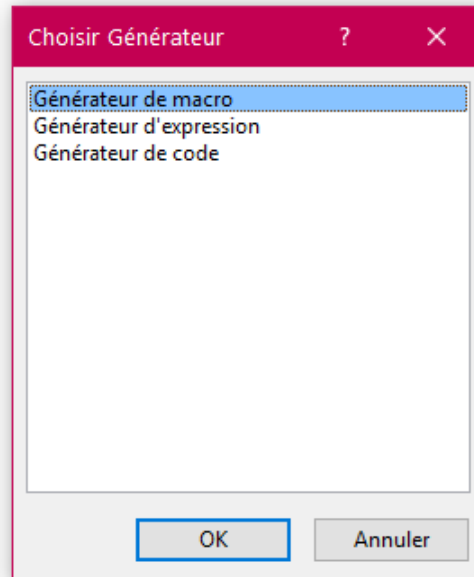 Choisir Générateur ? ×
Générateur de macro
Générateur d'expression
Générateur de code
OK Annuler